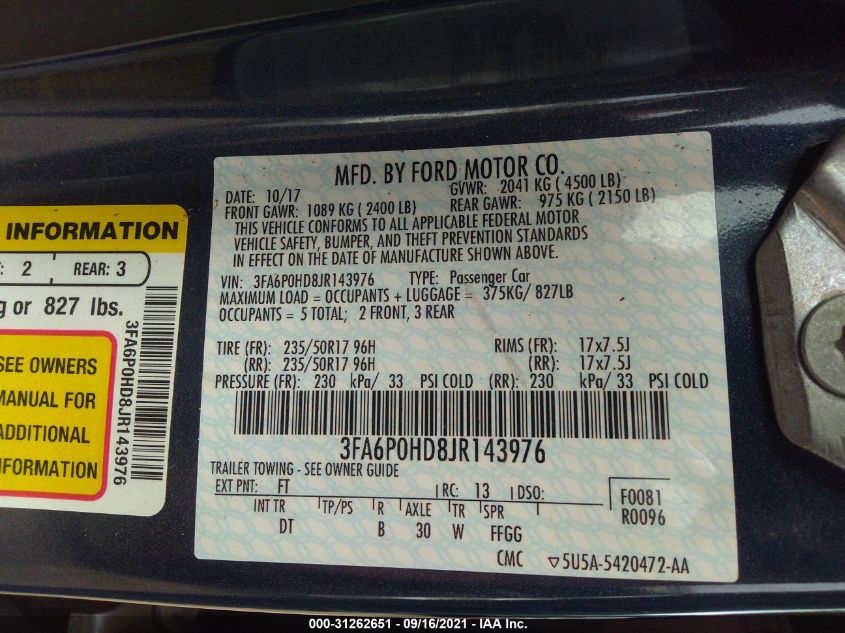 MFD. BY FORD MOTOR CO.
DATE: 10/17 GVWR: 2041 KG ( 4500 LB)
FRONT GAWR: 1089 KG ( 2400 LB) REAR GAWR: 975 KG ( 2150 LB)
THIS VEHICLE CONFORMS TO ALL APPLICABLE FEDERAL MOTOR
VEHICLE SAFETY, BUMPER, AND THEFT PREVENTION STANDARDS
IN EFFECT ON THE DATE OF MANUFACTURE SHOWN ABOVE.
VIN: 3FA6P0HD8JR143976 TYPE: Passenger Car
MAXIMUM LOAD = OCCUPANTS + LUGGAGE = 375KG/ 827LB
OCCUPANTS = 5 TOTAL; 2 FRONT, 3 REAR
TIRE (FR): 235/50R17 96H RIMS (FR): 17x7.5J
(RR): 235/50R17 96H (RR): 17x7.5J
PRESSURE (FR): 230 kPa/ 33 PSI COLD (RR): 230 kPa/ 33 PSI COLD
3FA6P0HD8JR143976
TRAILER TOWING - SEE OWNER GUIDE
EXT PNT: FT RC: 13 DSO: F0081
INT TR TP/PS R AXLE TR SPR R0096
DT B 30 W FFGG
CMC ▽5U5A-5420472-AA
INFORMATION
: 2 REAR: 3
g or 827 lbs.
SEE OWNERS
MANUAL FOR
ADDITIONAL
INFORMATION
3FA6P0HD8JR143976
000-31262651 - 09/16/2021 - IAA Inc.